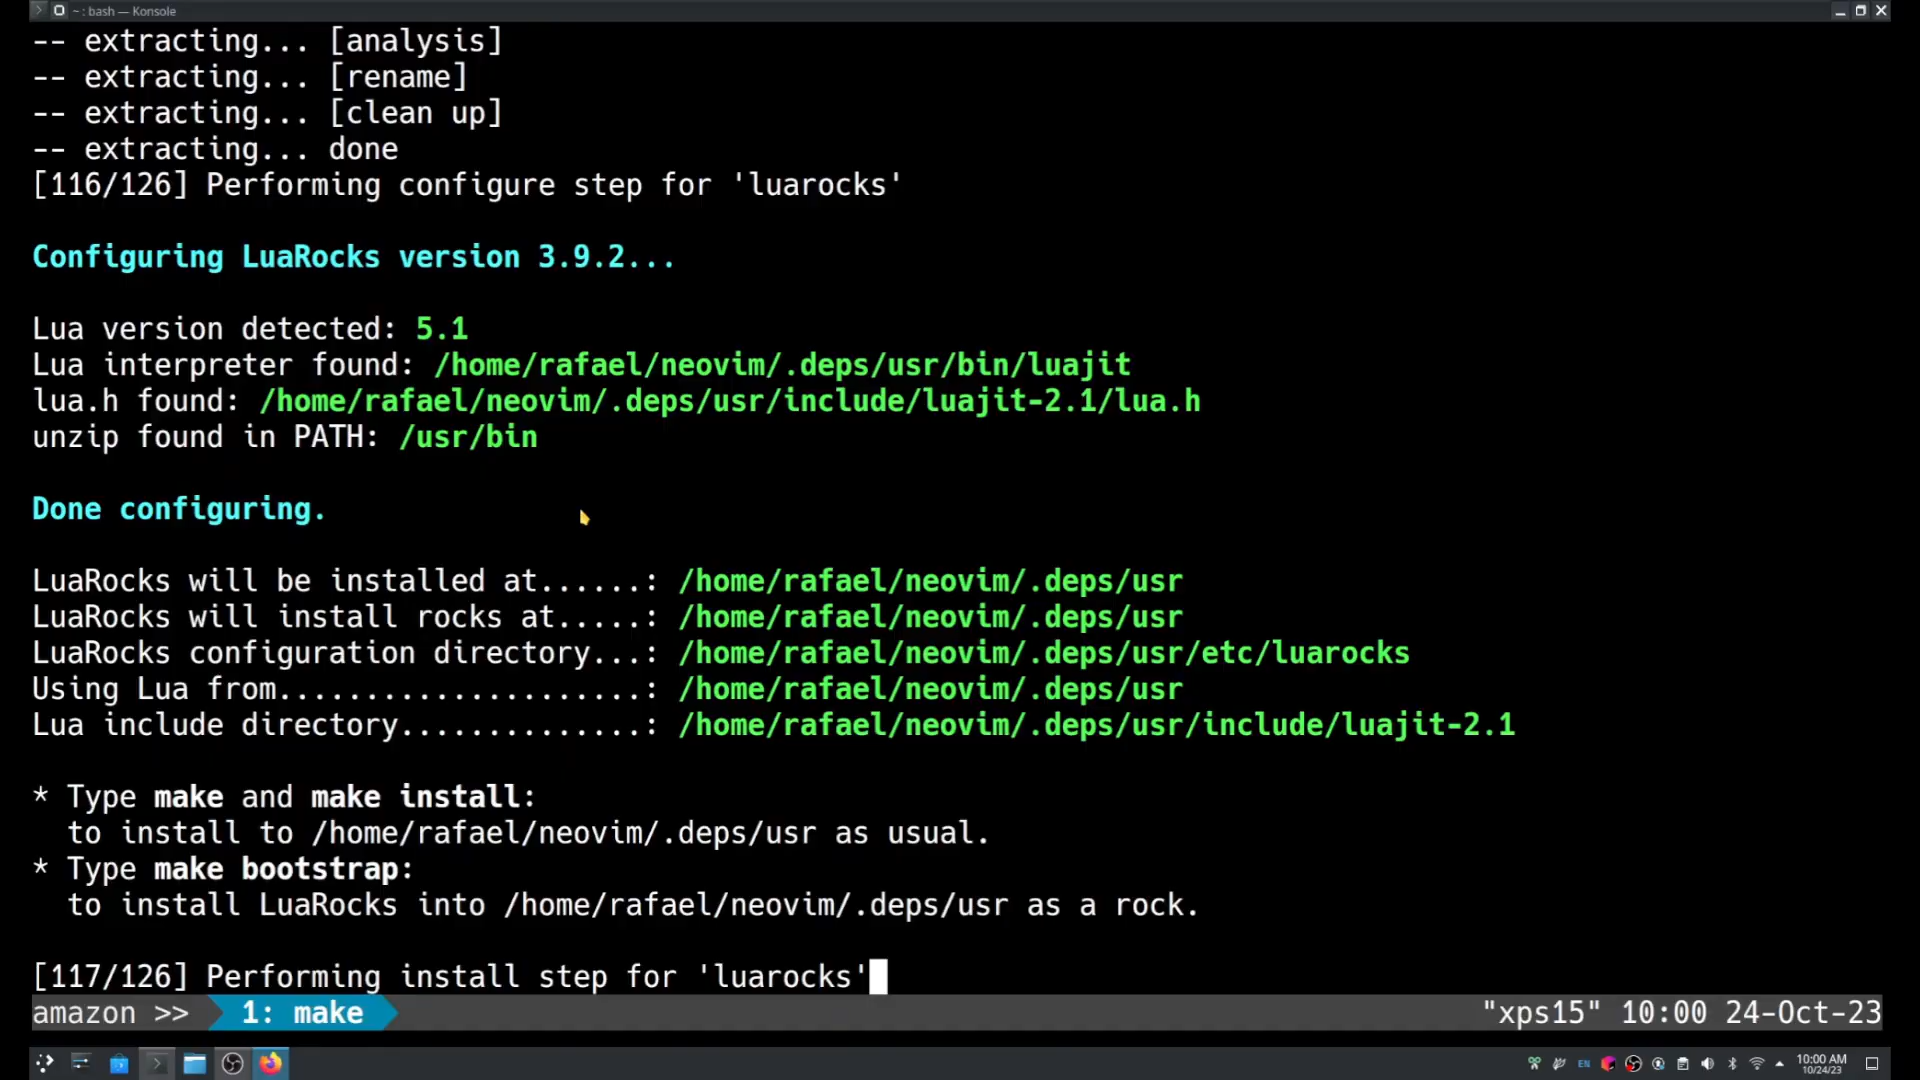 ~ : bash — Konsole
-- extracting... [analysis]
-- extracting... [rename]
-- extracting... [clean up]
-- extracting... done
[116/126] Performing configure step for 'luarocks'
Configuring LuaRocks version 3.9.2...
Lua version detected: 5.1
Lua interpreter found: /home/rafael/neovim/.deps/usr/bin/luajit
lua.h found: /home/rafael/neovim/.deps/usr/include/luajit-2.1/lua.h
unzip found in PATH: /usr/bin
Done configuring.
LuaRocks will be installed at......: /home/rafael/neovim/.deps/usr
LuaRocks will install rocks at.....: /home/rafael/neovim/.deps/usr
LuaRocks configuration directory...: /home/rafael/neovim/.deps/usr/etc/luarocks
Using Lua from.....................: /home/rafael/neovim/.deps/usr
Lua include directory..............: /home/rafael/neovim/.deps/usr/include/luajit-2.1
* Type make and make install:
to install to /home/rafael/neovim/.deps/usr as usual.
* Type make bootstrap:
to install LuaRocks into /home/rafael/neovim/.deps/usr as a rock.
[117/126] Performing install step for 'luarocks'
amazon >> 1: make "xps15" 10:00 24-Oct-23
EN 10:00 AM
10/24/23